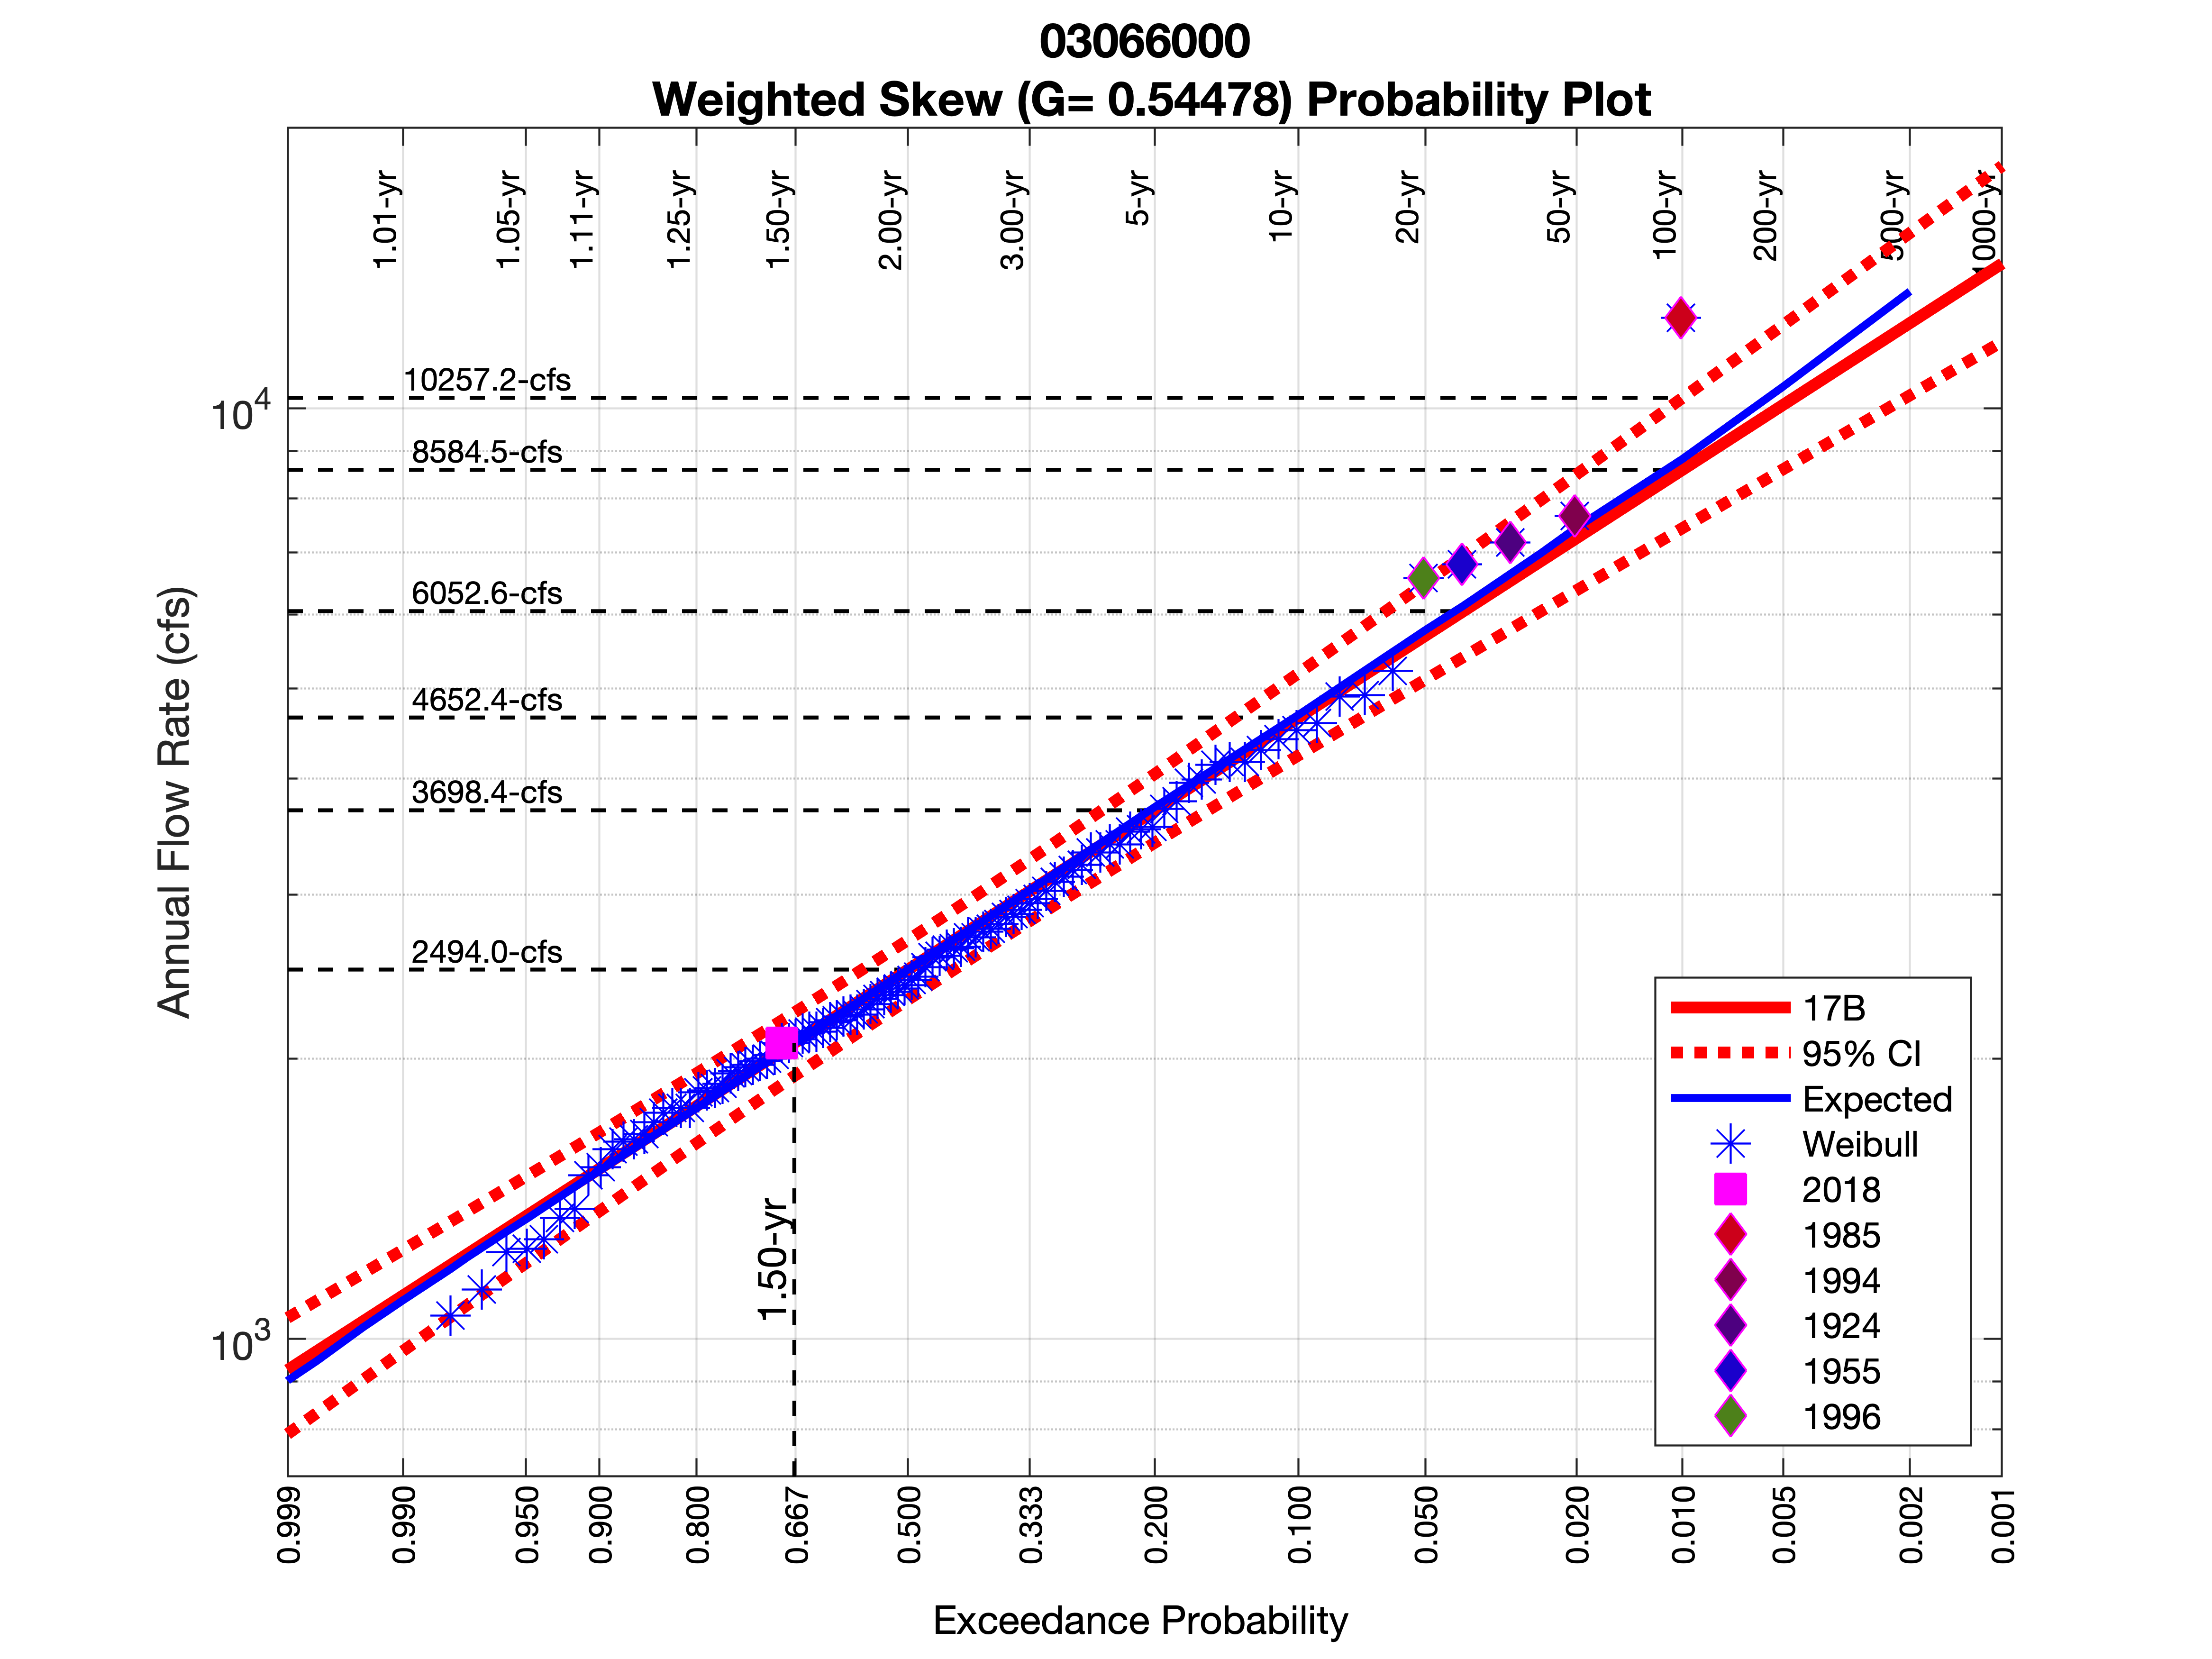 03066000
Weighted Skew (G= 0.54478) Probability Plot
1.01-yr
1.05-yr
1.11-yr
1.25-yr
1.50-yr
2.00-yr
3.00-yr
5-yr
10-yr
20-yr
50-yr
100-yr
200-yr
500-yr
1000-yr
10257.2-cfs
10^4
8584.5-cfs
6052.6-cfs
4652.4-cfs
3698.4-cfs
2494.0-cfs
10^3
Annual Flow Rate (cfs)
1.50-yr
17B
95% CI
Expected
Weibull
2018
1985
1994
1924
1955
1996
0.999
0.990
0.950
0.900
0.800
0.667
0.500
0.333
0.200
0.100
0.050
0.020
0.010
0.005
0.002
0.001
Exceedance Probability